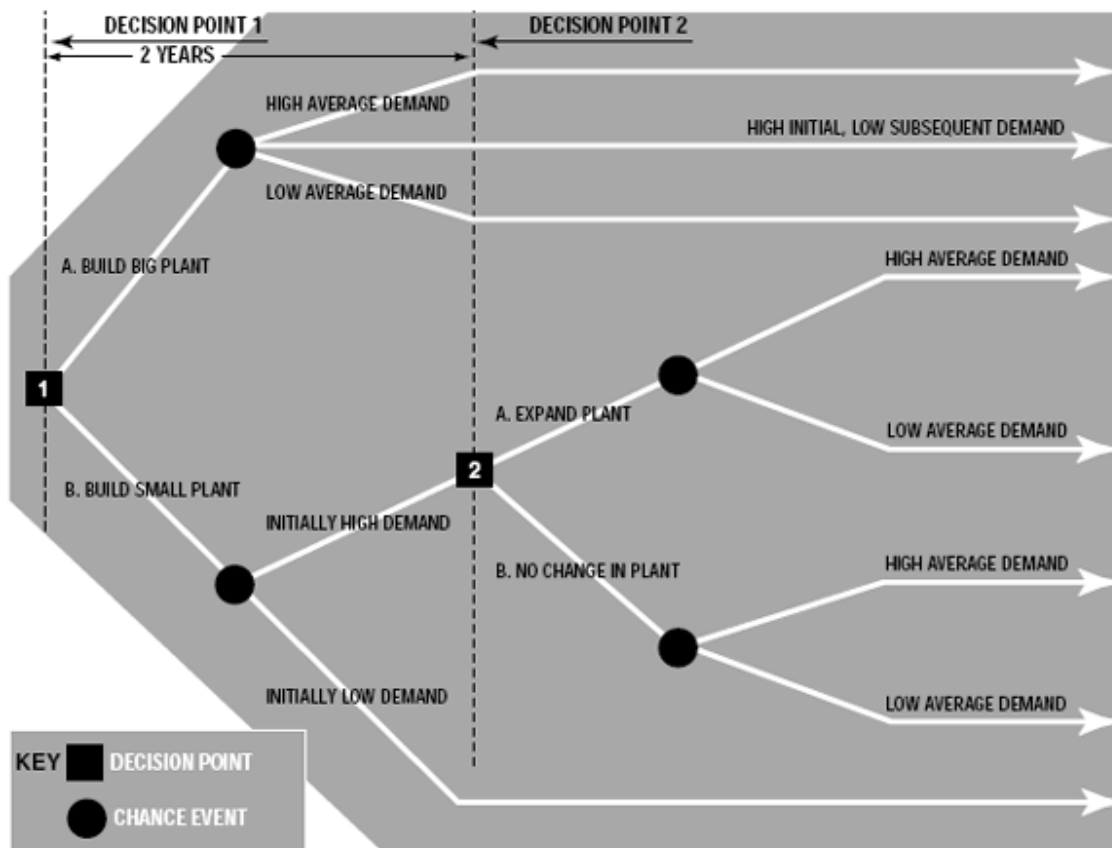 DECISION POINT 1
DECISION POINT 2
2 YEARS
HIGH AVERAGE DEMAND
HIGH INITIAL, LOW SUBSEQUENT DEMAND
LOW AVERAGE DEMAND
A. BUILD BIG PLANT
HIGH AVERAGE DEMAND
1
A. EXPAND PLANT
LOW AVERAGE DEMAND
2
B. BUILD SMALL PLANT
INITIALLY HIGH DEMAND
B. NO CHANGE IN PLANT
HIGH AVERAGE DEMAND
INITIALLY LOW DEMAND
LOW AVERAGE DEMAND
KEY
DECISION POINT
CHANCE EVENT